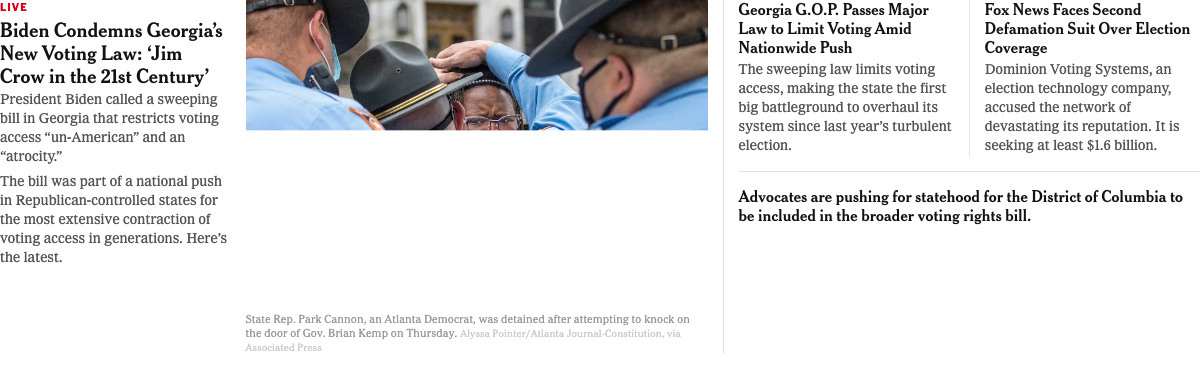 LIVE
Biden Condemns Georgia’s
New Voting Law: ‘Jim
Crow in the 21st Century’
President Biden called a sweeping
bill in Georgia that restricts voting
access “un-American” and an
“atrocity.”
The bill was part of a national push
in Republican-controlled states for
the most extensive contraction of
voting access in generations. Here’s
the latest.
State Rep. Park Cannon, an Atlanta Democrat, was detained after attempting to knock on
the door of Gov. Brian Kemp on Thursday. Alyssa Pointer/Atlanta Journal-Constitution, via
Associated Press
Georgia G.O.P. Passes Major
Law to Limit Voting Amid
Nationwide Push
The sweeping law limits voting
access, making the state the first
big battleground to overhaul its
system since last year’s turbulent
election.
Fox News Faces Second
Defamation Suit Over Election
Coverage
Dominion Voting Systems, an
election technology company,
accused the network of
devastating its reputation. It is
seeking at least $1.6 billion.
Advocates are pushing for statehood for the District of Columbia to
be included in the broader voting rights bill.